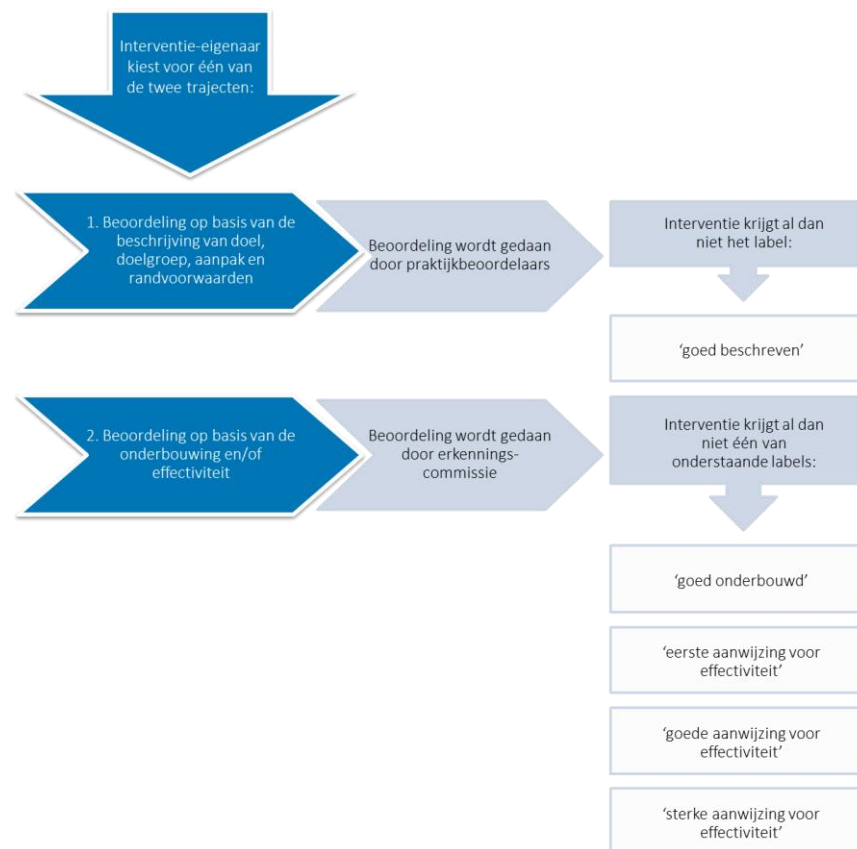 Interventie-eigenaar
kiest voor één van
de twee trajecten:
1. Beoordeling op basis van de
beschrijving van doel,
doelgroep, aanpak en
randvoorwaarden
Beoordeling wordt gedaan
door praktijkbeoordelaars
Interventie krijgt al dan
niet het label:
‘goed beschreven’
2. Beoordeling op basis van de
onderbouwing en/of
effectiviteit
Beoordeling wordt gedaan
door erkennings-
commissie
Interventie krijgt al dan
niet één van
onderstaande labels:
‘goed onderbouwd’
‘eerste aanwijzing voor
effectiviteit’
‘goede aanwijzing voor
effectiviteit’
‘sterke aanwijzing voor
effectiviteit’